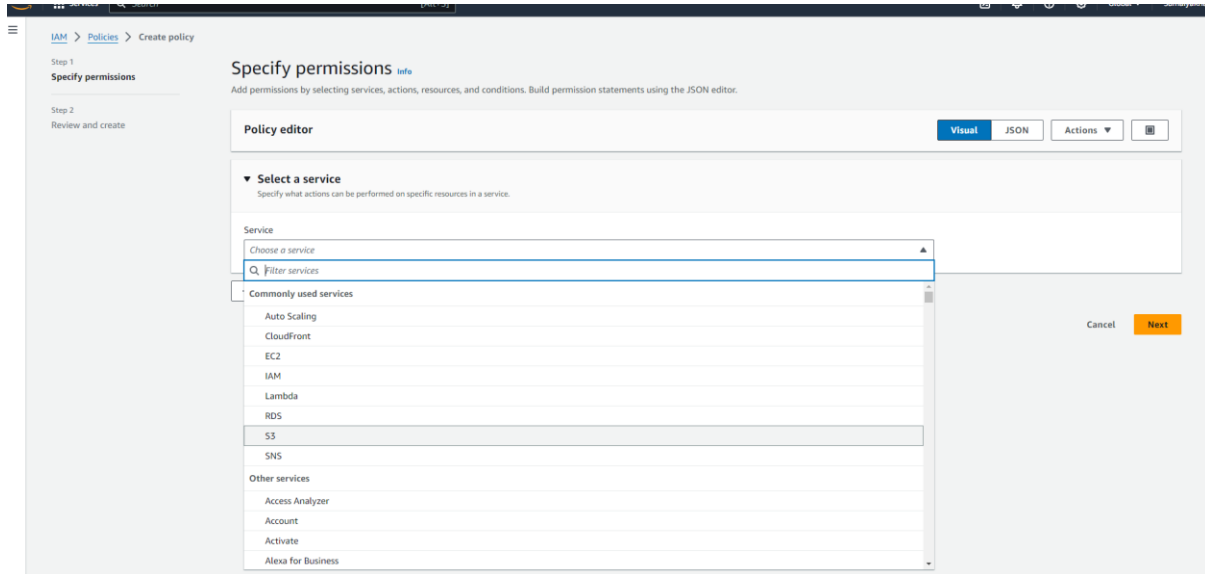 Services Search [Alt+S] Global
IAM > Policies > Create policy
Step 1
Specify permissions
Step 2
Review and create
Specify permissions Info
Add permissions by selecting services, actions, resources, and conditions. Build permission statements using the JSON editor.
Policy editor Visual JSON Actions
Select a service
Specify what actions can be performed on specific resources in a service.
Service
Choose a service
Filter services
Commonly used services
Auto Scaling
CloudFront
EC2
IAM
Lambda
RDS
S3
SNS
Cancel Next
Other services
Access Analyzer
Account
Activate
Alexa for Business